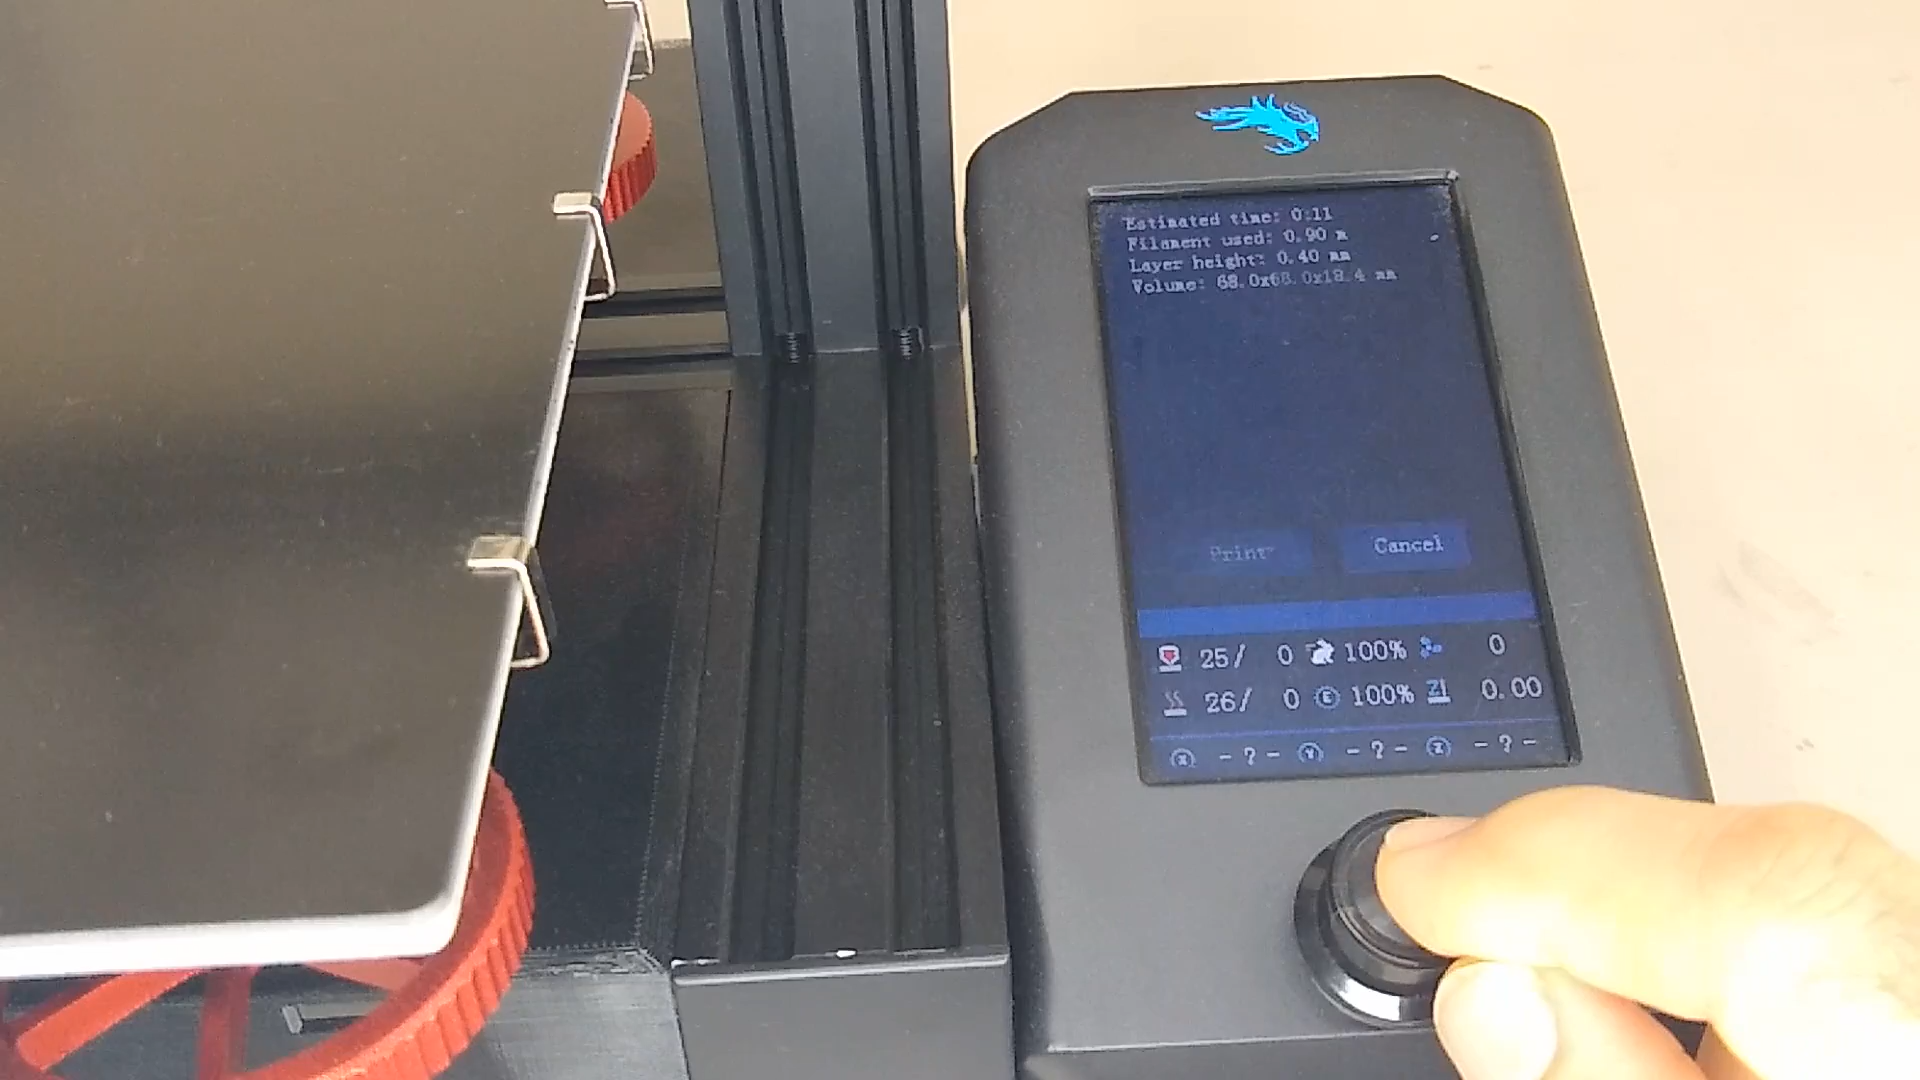 Estimated time: 0:11
Filament used: 0.90 m
Layer height: 0.40 mm
Volume: 68.0x68.0x18.4 mm
Print Cancel
25/ 0 100% 0
26/ 0 E 100% Z 0.00
X -?- Y -?- Z -?-